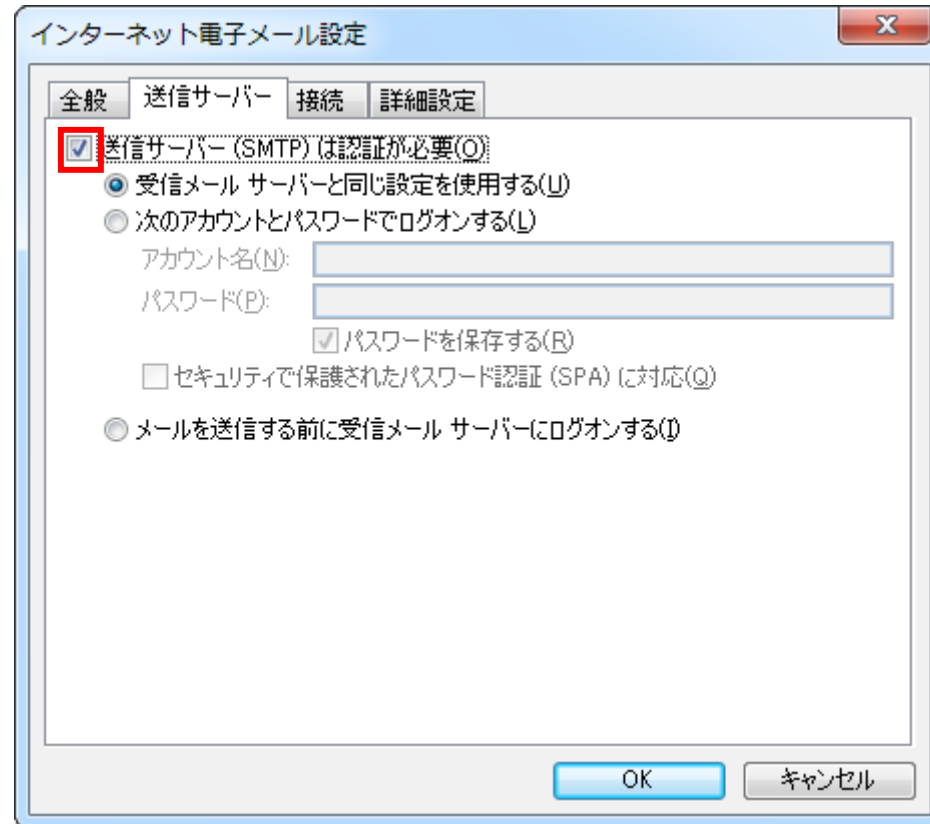 インターネット電子メール設定
全般 送信サーバー 接続 詳細設定
送信サーバー (SMTP) は認証が必要(O)
受信メール サーバーと同じ設定を使用する(U)
次のアカウントとパスワードでログオンする(L)
アカウント名(N):
パスワード(P):
パスワードを保存する(R)
セキュリティで保護されたパスワード認証 (SPA) に対応(Q)
メールを送信する前に受信メール サーバーにログオンする(I)
OK キャンセル